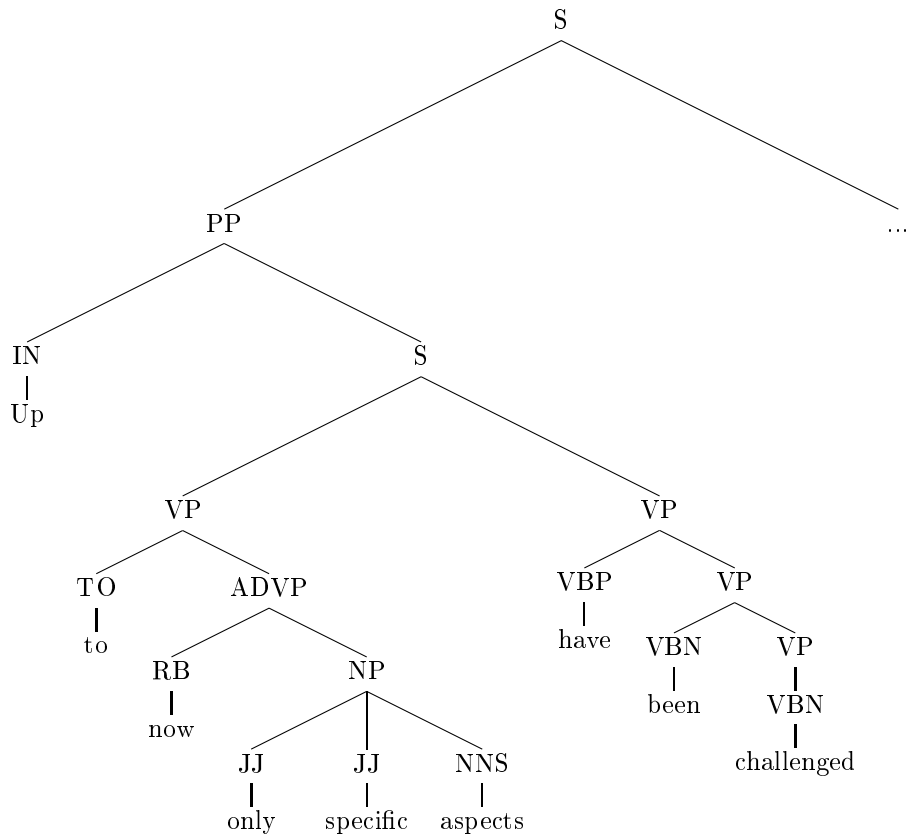 S
PP ...
IN S
Up
VP VP
TO ADVP VBP VP
to have
RB NP VBN VP
now been VBN
JJ JJ NNS challenged
only specific aspects